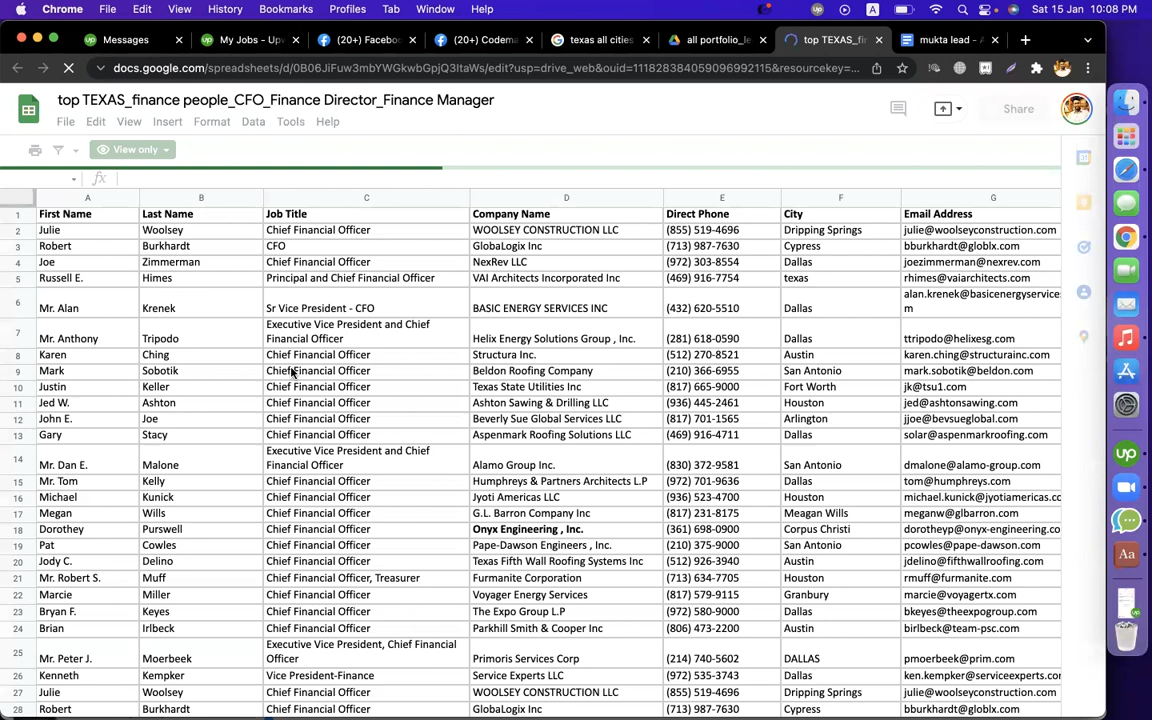 Chrome File Edit View History Bookmarks Profiles Tab Window Help A Sat 15 Jan 10:08 PM
Messages My Jobs - Upw (20+) Facebo (20+) Codema texas all cities all portfolio_le top TEXAS_fin mukta lead - A
docs.google.com/spreadsheets/d/0B06JiFuw3mbYWGkwbGpjQ3ItaWs/edit?usp=drive_web&ouid=111828384059096992115&resourcekey=...
top TEXAS_finance people_CFO_Finance Director_Finance Manager
Share
File Edit View Insert Format Data Tools Help
View only
fx
A B C D E F G
1 First Name Last Name Job Title Company Name Direct Phone City Email Address
2 Julie Woolsey Chief Financial Officer WOOLSEY CONSTRUCTION LLC (855) 519-4696 Dripping Springs julie@woolseyconstruction.com
3 Robert Burkhardt CFO GlobaLogix Inc (713) 987-7630 Cypress bburkhardt@globlx.com
4 Joe Zimmerman Chief Financial Officer NexRev LLC (972) 303-8554 Dallas joezimmerman@nexrev.com
5 Russell E. Himes Principal and Chief Financial Officer VAI Architects Incorporated Inc (469) 916-7754 texas rhimes@vaiarchitects.com
alan.krenek@basicenergyservices
6 Mr. Alan Krenek Sr Vice President - CFO BASIC ENERGY SERVICES INC (432) 620-5510 Dallas m
Executive Vice President and Chief
7 Mr. Anthony Tripodo Financial Officer Helix Energy Solutions Group , Inc. (281) 618-0590 Dallas ttripodo@helixesg.com
8 Karen Ching Chief Financial Officer Structura Inc. (512) 270-8521 Austin karen.ching@structurainc.com
9 Mark Sobotik Chief Financial Officer Beldon Roofing Company (210) 366-6955 San Antonio mark.sobotik@beldon.com
10 Justin Keller Chief Financial Officer Texas State Utilities Inc (817) 665-9000 Fort Worth jk@tsu1.com
11 Jed W. Ashton Chief Financial Officer Ashton Sawing & Drilling LLC (936) 445-2461 Houston jed@ashtonsawing.com
12 John E. Joe Chief Financial Officer Beverly Sue Global Services LLC (817) 701-1565 Arlington jjoe@bevsueglobal.com
13 Gary Stacy Chief Financial Officer Aspenmark Roofing Solutions LLC (469) 916-4711 Dallas solar@aspenmarkroofing.com
Executive Vice President and Chief
14 Mr. Dan E. Malone Financial Officer Alamo Group Inc. (830) 372-9581 San Antonio dmalone@alamo-group.com
15 Mr. Tom Kelly Chief Financial Officer Humphreys & Partners Architects L.P (972) 701-9636 Dallas tom@humphreys.com
16 Michael Kunick Chief Financial Officer Jyoti Americas LLC (936) 523-4700 Houston michael.kunick@jyotiamericas.co
17 Megan Wills Chief Financial Officer G.L. Barron Company Inc (817) 231-8175 Meagan Wills meganw@glbarron.com
18 Dorothey Purswell Chief Financial Officer Onyx Engineering , Inc. (361) 698-0900 Corpus Christi dorotheyp@onyx-engineering.co
19 Pat Cowles Chief Financial Officer Pape-Dawson Engineers , Inc. (210) 375-9000 San Antonio pcowles@pape-dawson.com
20 Jody C. Delino Chief Financial Officer Texas Fifth Wall Roofing Systems Inc (512) 926-3940 Austin jdelino@fifthwallroofing.com
21 Mr. Robert S. Muff Chief Financial Officer, Treasurer Furmanite Corporation (713) 634-7705 Houston rmuff@furmanite.com
22 Marcie Miller Chief Financial Officer Voyager Energy Services (817) 579-9115 Granbury marcie@voyagertx.com
23 Bryan F. Keyes Chief Financial Officer The Expo Group L.P (972) 580-9000 Dallas bkeyes@theexpogroup.com
24 Brian Irlbeck Chief Financial Officer Parkhill Smith & Cooper Inc (806) 473-2200 Austin birlbeck@team-psc.com
Executive Vice President, Chief Financial
25 Mr. Peter J. Moerbeek Officer Primoris Services Corp (214) 740-5602 DALLAS pmoerbeek@prim.com
26 Kenneth Kempker Vice President-Finance Service Experts LLC (972) 535-3743 Dallas ken.kempker@serviceexperts.co
27 Julie Woolsey Chief Financial Officer WOOLSEY CONSTRUCTION LLC (855) 519-4696 Dripping Springs julie@woolseyconstruction.com
28 Robert Burkhardt Chief Financial Officer GlobaLogix Inc (713) 987-7630 Cypress bburkhardt@globlx.com
up
Aa